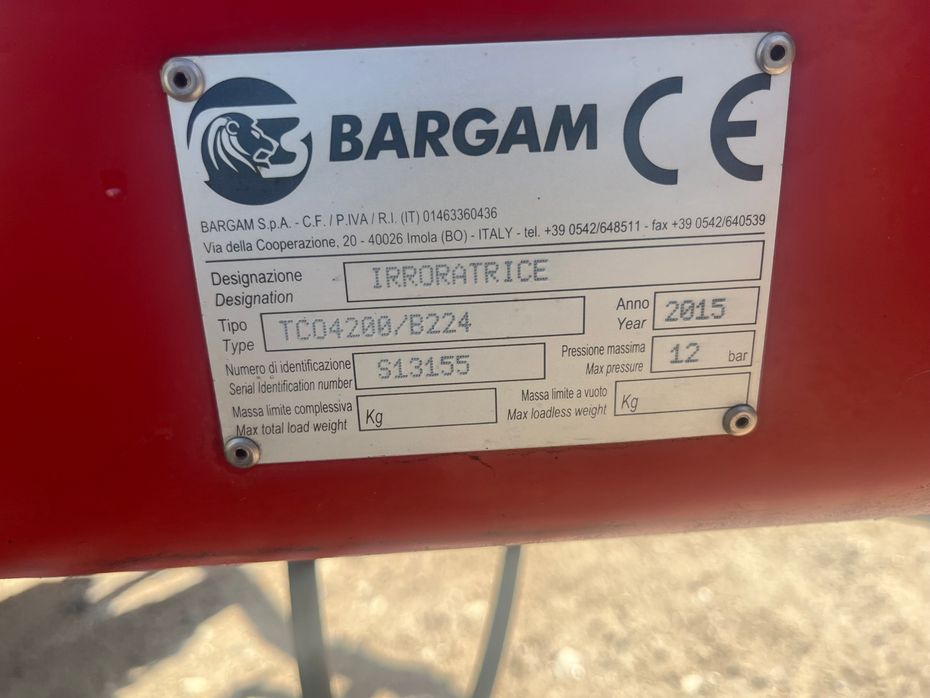 BARGAM CE
BARGAM S.p.A. - C.F. / P.IVA / R.I. (IT) 01463360436
Via della Cooperazione, 20 - 40026 Imola (BO) - ITALY - tel. +39 0542/648511 - fax +39 0542/640539
Designazione IRRORATRICE
Designation
Tipo TCO4200/B224 Anno 2015
Type Year
Numero di identificazione S13155 Pressione massima 12 bar
Serial Identification number Max pressure
Massa limite complessiva Kg Massa limite a vuoto Kg
Max total load weight Max loadless weight